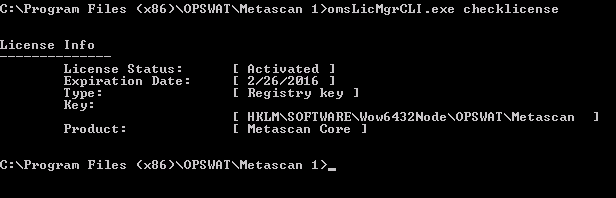 C:\Program Files (x86)\OPSWAT\Metascan 1>omsLicMgrCLI.exe checklicense
License Info
--------------
License Status: [ Activated ]
Expiration Date: [ 2/26/2016 ]
Type: [ Registry key ]
Key:
[ HKLM\SOFTWARE\Wow6432Node\OPSWAT\Metascan ]
Product: [ Metascan Core ]
C:\Program Files (x86)\OPSWAT\Metascan 1>_